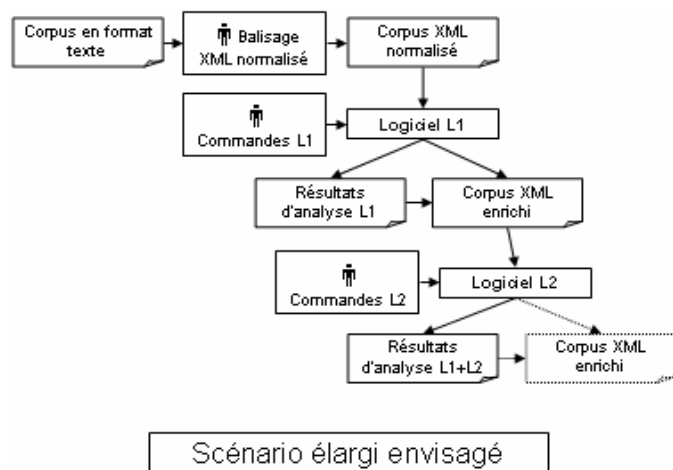 Corpus en format
texte
Balisage
XML normalisé
Corpus XML
normalisé
Commandes L1
Logiciel L1
Résultats
d'analyse L1
Corpus XML
enrichi
Commandes L2
Logiciel L2
Résultats
d'analyse L1+L2
Corpus XML
enrichi
Scénario élargi envisagé